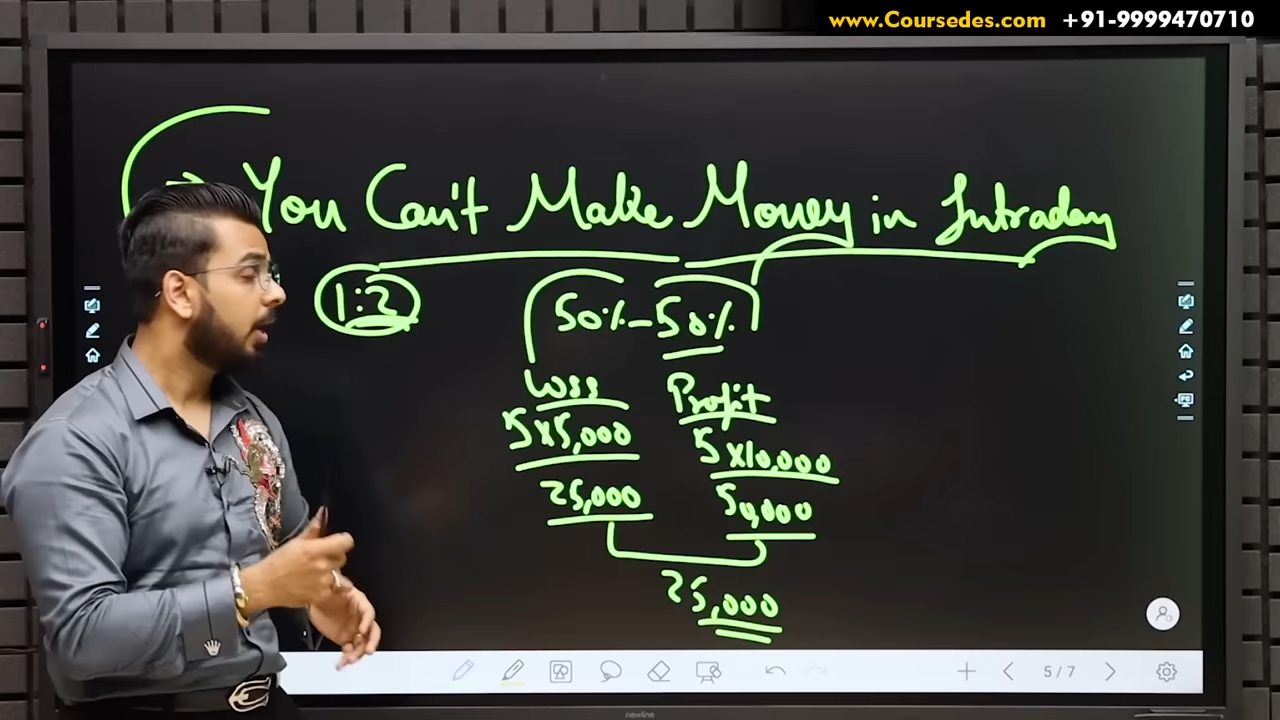 www.Coursedes.com +91-9999470710
→ You Can't Make Money in Intraday
1:2
50% - 50%
Loss Profit
5x5,000 5x10,000
25,000 50,000
25,000
5/7
newline